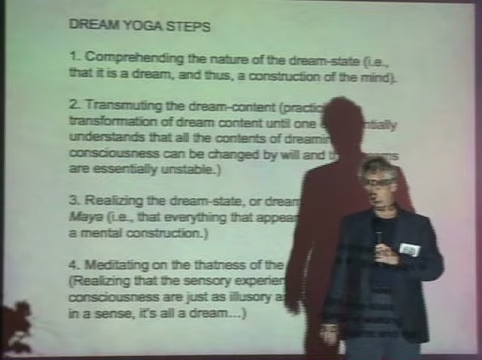 DREAM YOGA STEPS
1. Comprehending the nature of the dream-state (i.e.,
that it is a dream, and thus, a construction of the mind).
2. Transmuting the dream-content (practic
transformation of dream content until one
understands that all the contents of dreamin
consciousness can be changed by will and
are essentially unstable.)
3. Realizing the dream-state, or dream
Maya (i.e., that everything that appear
a mental construction.)
4. Meditating on the thatness of the
(Realizing that the sensory experien
consciousness are just as illusory a
in a sense, it's all a dream...)